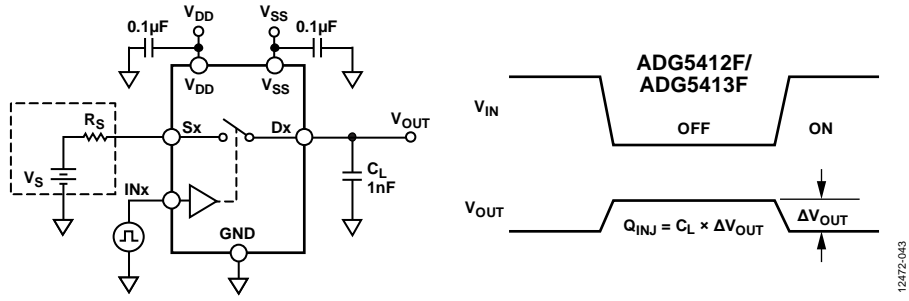 V_DD
V_SS
0.1µF
0.1µF
V_DD
V_SS
R_S
Sx
Dx
V_OUT
V_S
INx
C_L
1nF
GND
ADG5412F/
ADG5413F
V_IN
OFF
ON
V_OUT
Q_INJ = C_L × ΔV_OUT
ΔV_OUT
12472-043